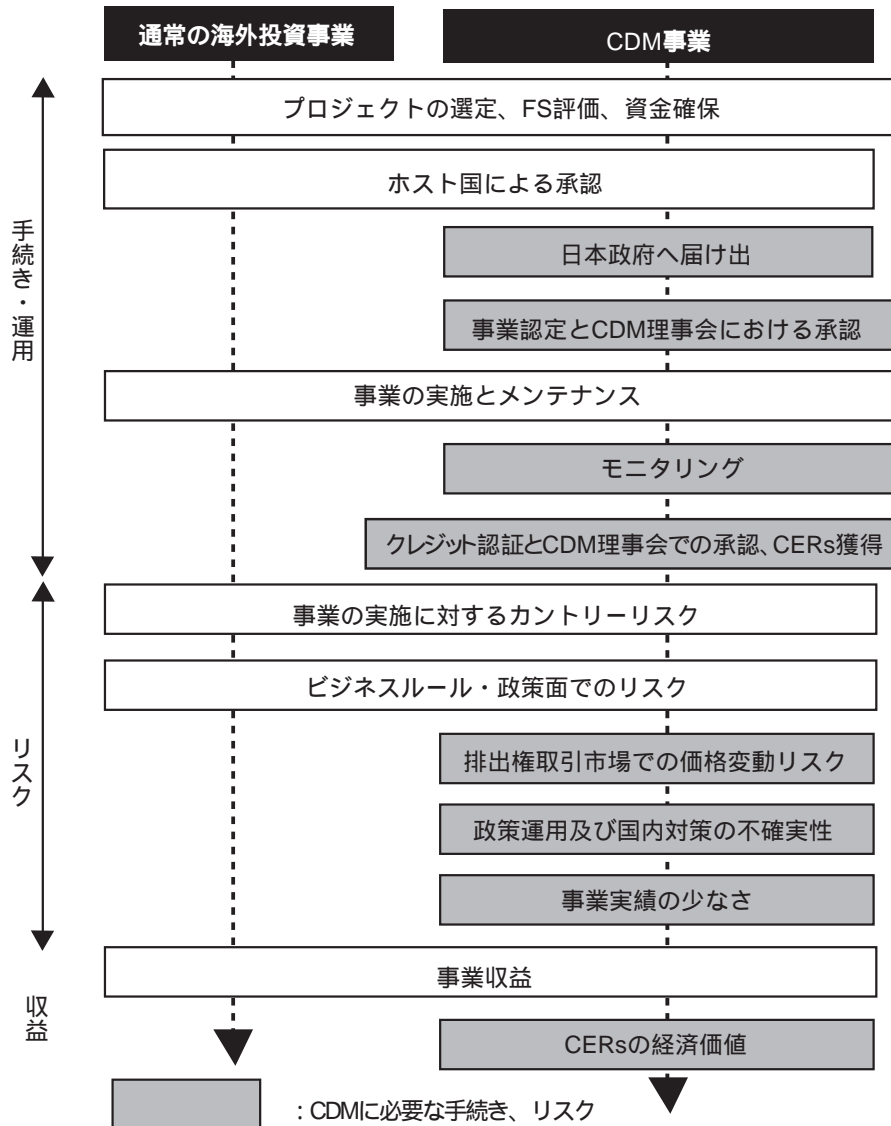 通常の海外投資事業
CDM事業
手続き・運用
プロジェクトの選定、FS評価、資金確保
ホスト国による承認
日本政府へ届け出
事業認定とCDM理事会における承認
事業の実施とメンテナンス
モニタリング
クレジット認証とCDM理事会での承認、CERs獲得
リスク
事業の実施に対するカントリーリスク
ビジネスルール・政策面でのリスク
排出権取引市場での価格変動リスク
政策運用及び国内対策の不確実性
事業実績の少なさ
収益
事業収益
CERsの経済価値
：CDMに必要な手続き、リスク